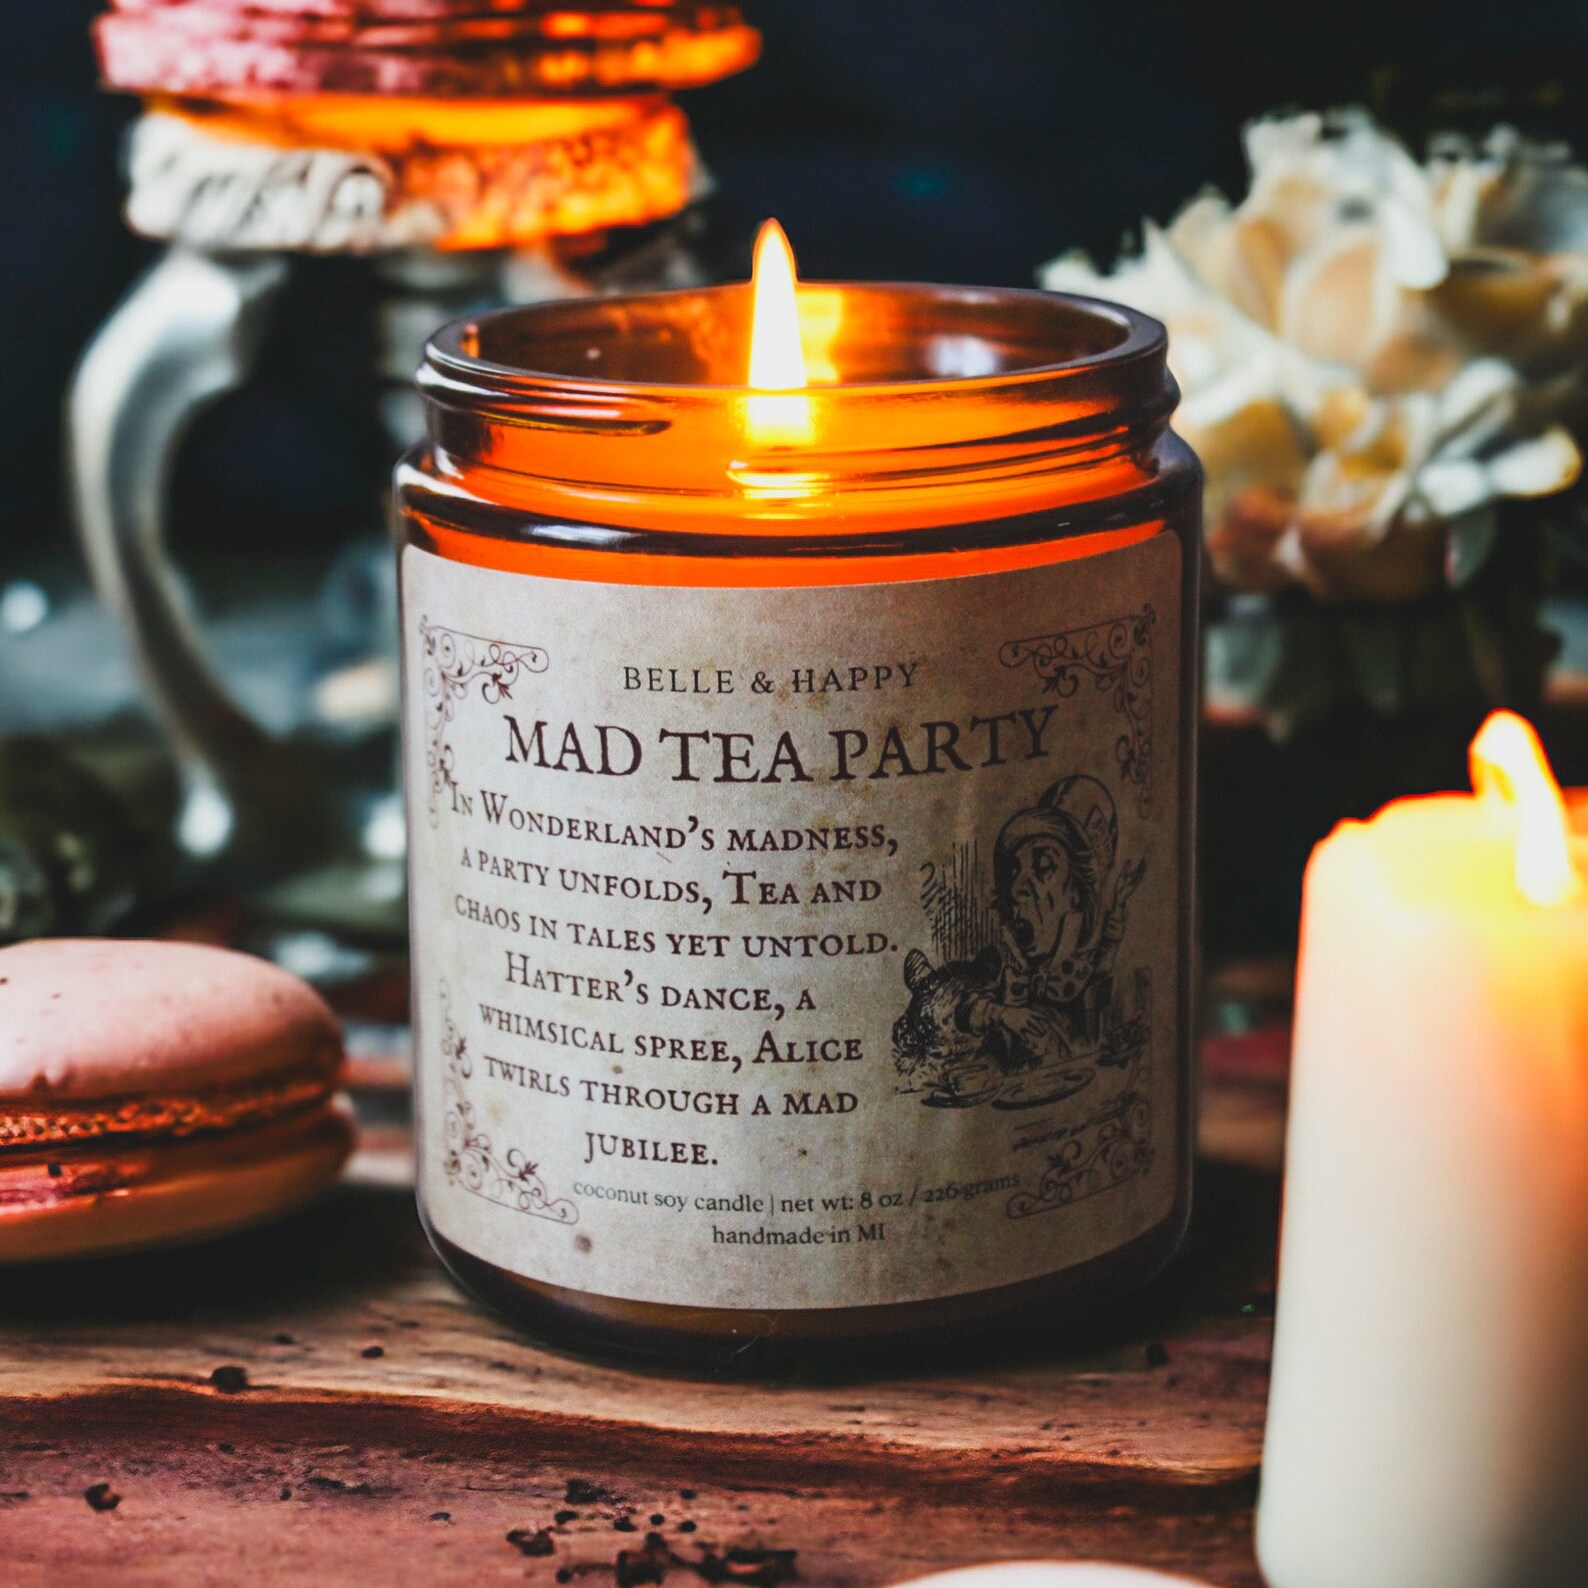 BELLE & HAPPY
MAD TEA PARTY
In Wonderland's madness,
a party unfolds, Tea and
chaos in tales yet untold.
Hatter's dance, a
whimsical spree, Alice
twirls through a mad
jubilee.
coconut soy candle | net wt: 8 oz / 226 grams
handmade in MI